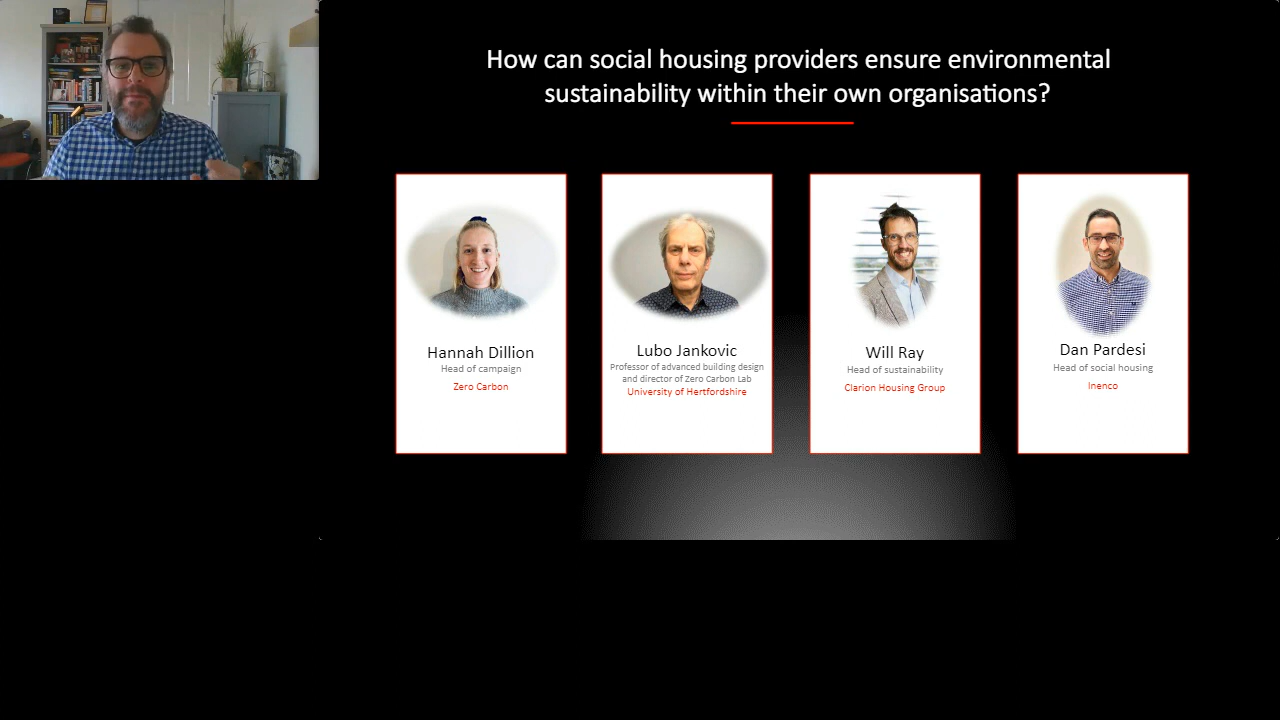 How can social housing providers ensure environmental
sustainability within their own organisations?
Hannah Dillion
Head of campaign
Zero Carbon
Lubo Jankovic
Professor of advanced building design
and director of Zero Carbon Lab
University of Hertfordshire
Will Ray
Head of sustainability
Clarion Housing Group
Dan Pardesi
Head of social housing
Inenco